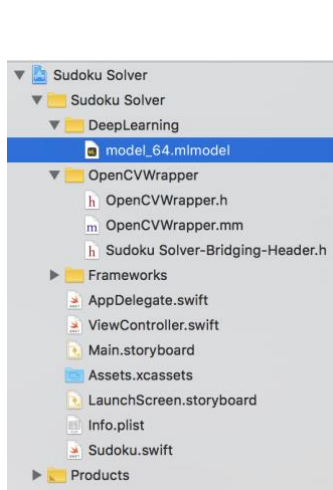 Sudoku Solver
Sudoku Solver
DeepLearning
model_64.mlmodel
OpenCVWrapper
h OpenCVWrapper.h
m OpenCVWrapper.mm
h Sudoku Solver-Bridging-Header.h
Frameworks
AppDelegate.swift
ViewController.swift
Main.storyboard
Assets.xcassets
LaunchScreen.storyboard
Info.plist
Sudoku.swift
Products